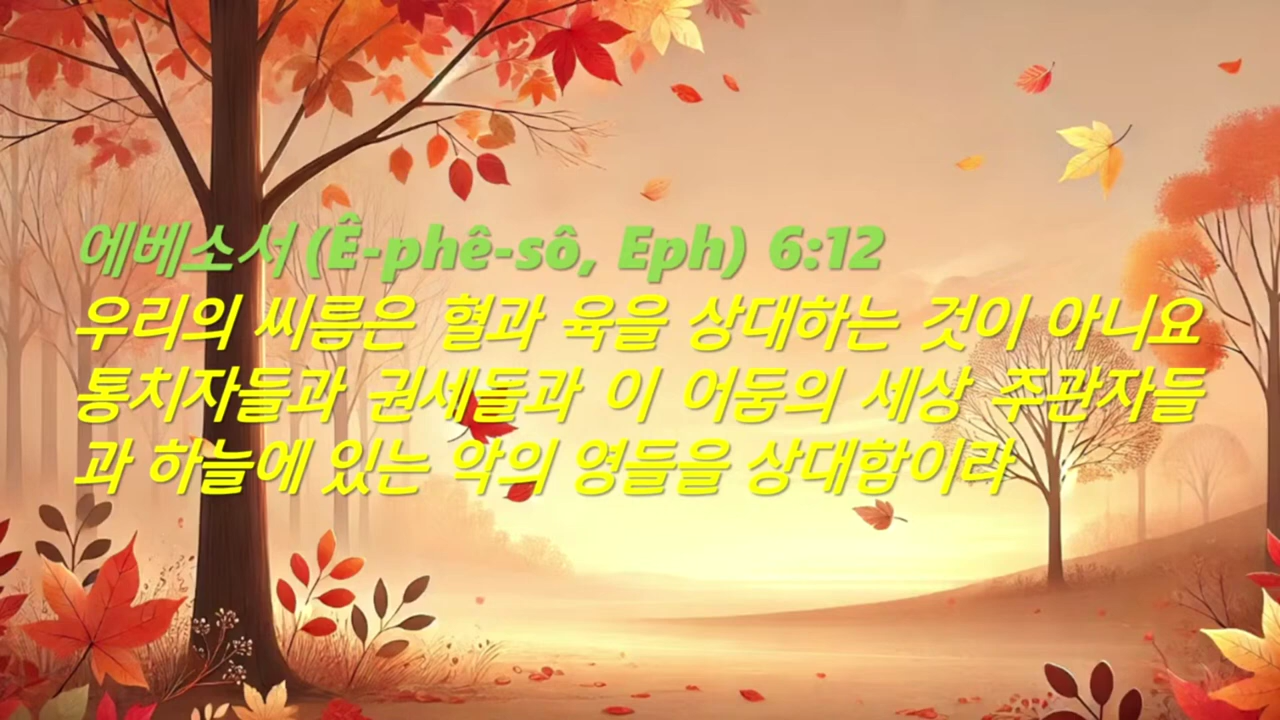 에베소서 (Ê-phê-sô, Eph) 6:12
우리의 씨름은 혈과 육을 상대하는 것이 아니요
통치자들과 권세들과 이 어둠의 세상 주관자들
과 하늘에 있는 악의 영들을 상대함이라